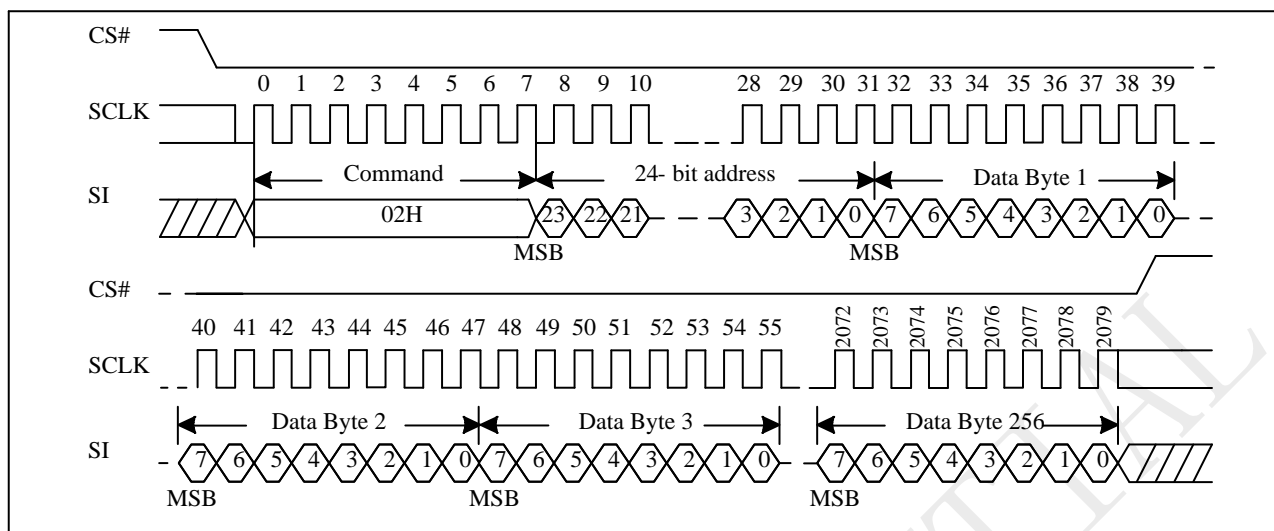 CS#
0 1 2 3 4 5 6 7 8 9 10 28 29 30 31 32 33 34 35 36 37 38 39
SCLK
Command 24- bit address Data Byte 1
SI
02H 23 22 21 3 2 1 0 7 6 5 4 3 2 1 0
MSB MSB
CS#
40 41 42 43 44 45 46 47 48 49 50 51 52 53 54 55 2072 2073 2074 2075 2076 2077 2078 2079
SCLK
Data Byte 2 Data Byte 3 Data Byte 256
SI
7 6 5 4 3 2 1 0 7 6 5 4 3 2 1 0 7 6 5 4 3 2 1 0
MSB MSB MSB